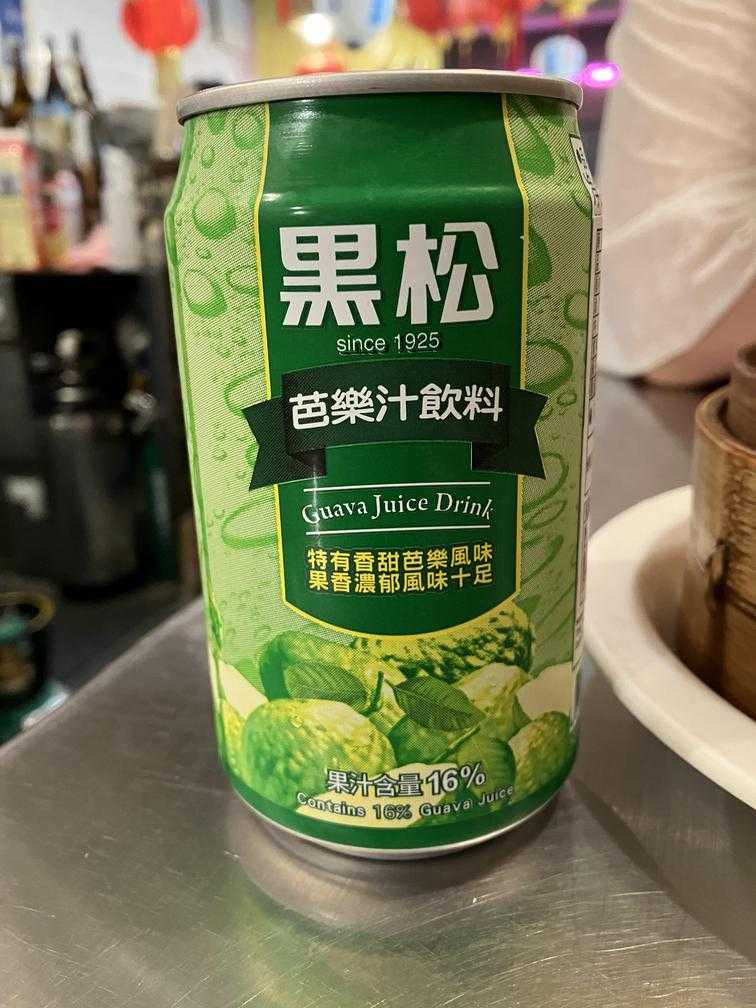 黑松
since 1925
芭樂汁飲料
Guava Juice Drink
特有香甜芭樂風味
果香濃郁風味十足
果汁含量16%
Contains 16% Guava Juice